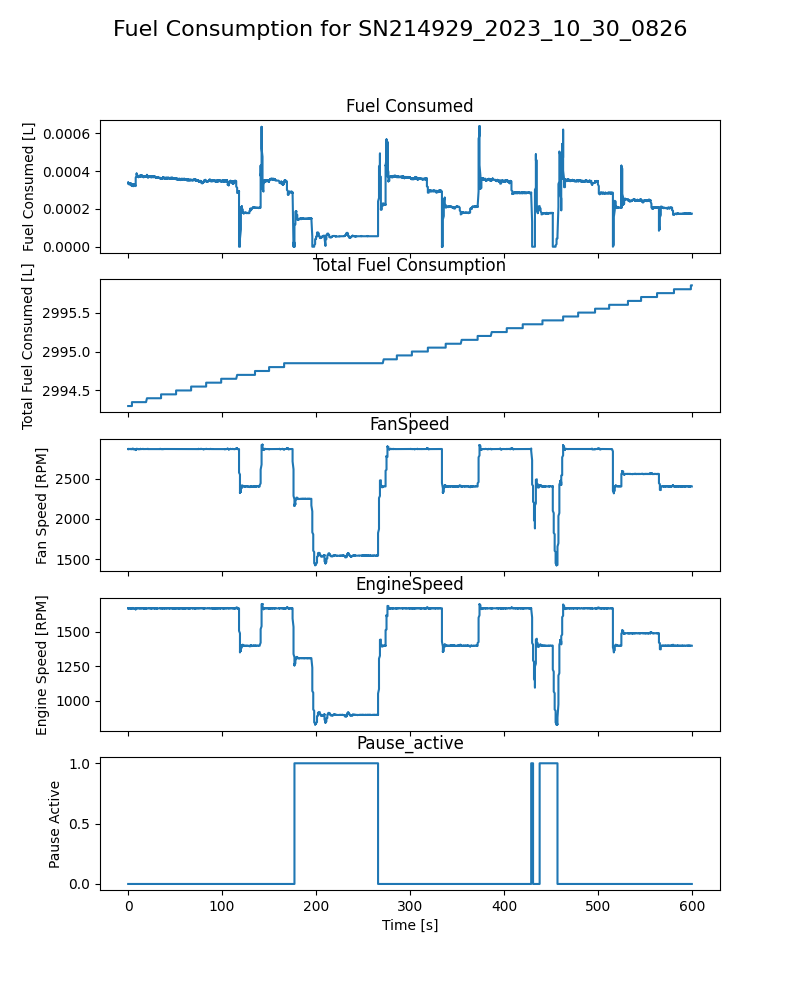 Fuel Consumption for SN214929_2023_10_30_0826
Fuel Consumed
Fuel Consumed [L]
0.0006
0.0004
0.0002
0.0000
Total Fuel Consumption
Total Fuel Consumed [L]
2995.5
2995.0
2994.5
FanSpeed
Fan Speed [RPM]
2500
2000
1500
EngineSpeed
Engine Speed [RPM]
1500
1250
1000
Pause_active
Pause Active
1.0
0.5
0.0
0 100 200 300 400 500 600
Time [s]